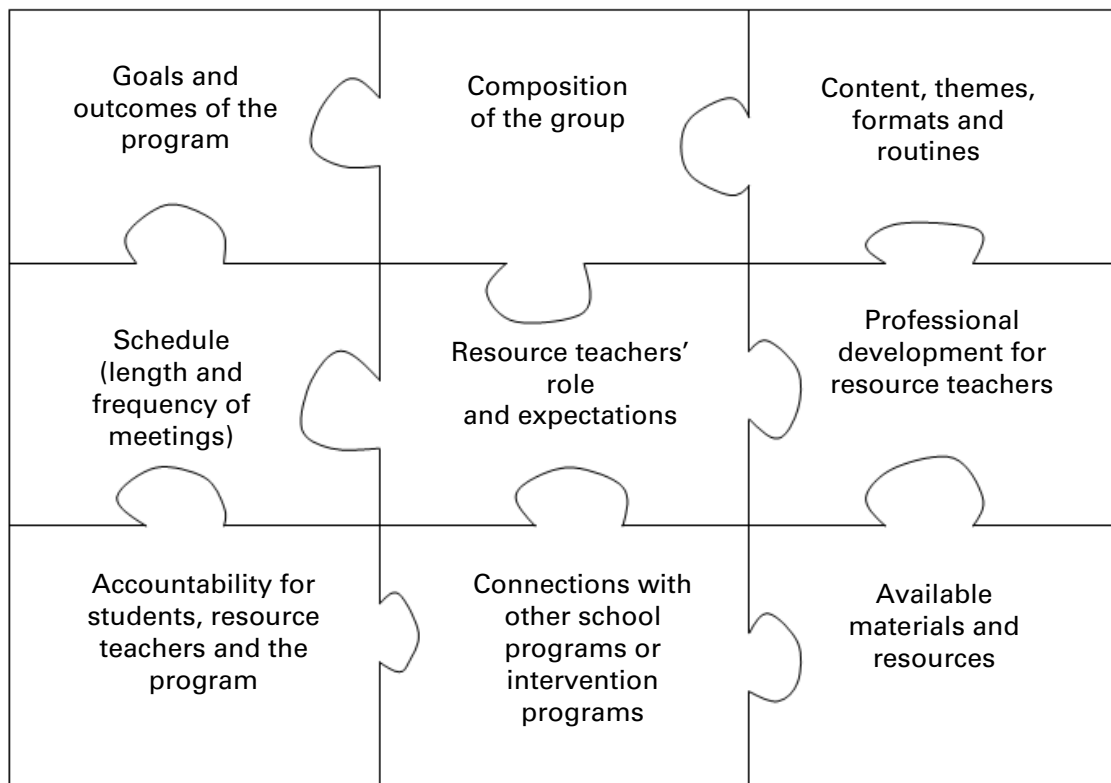 Goals and
outcomes of the
program
Composition
of the group
Content, themes,
formats and
routines
Schedule
(length and
frequency of
meetings)
Resource teachers’
role
and expectations
Professional
development for
resource teachers
Accountability for
students, resource
teachers and the
program
Connections with
other school
programs or
intervention
programs
Available
materials and
resources